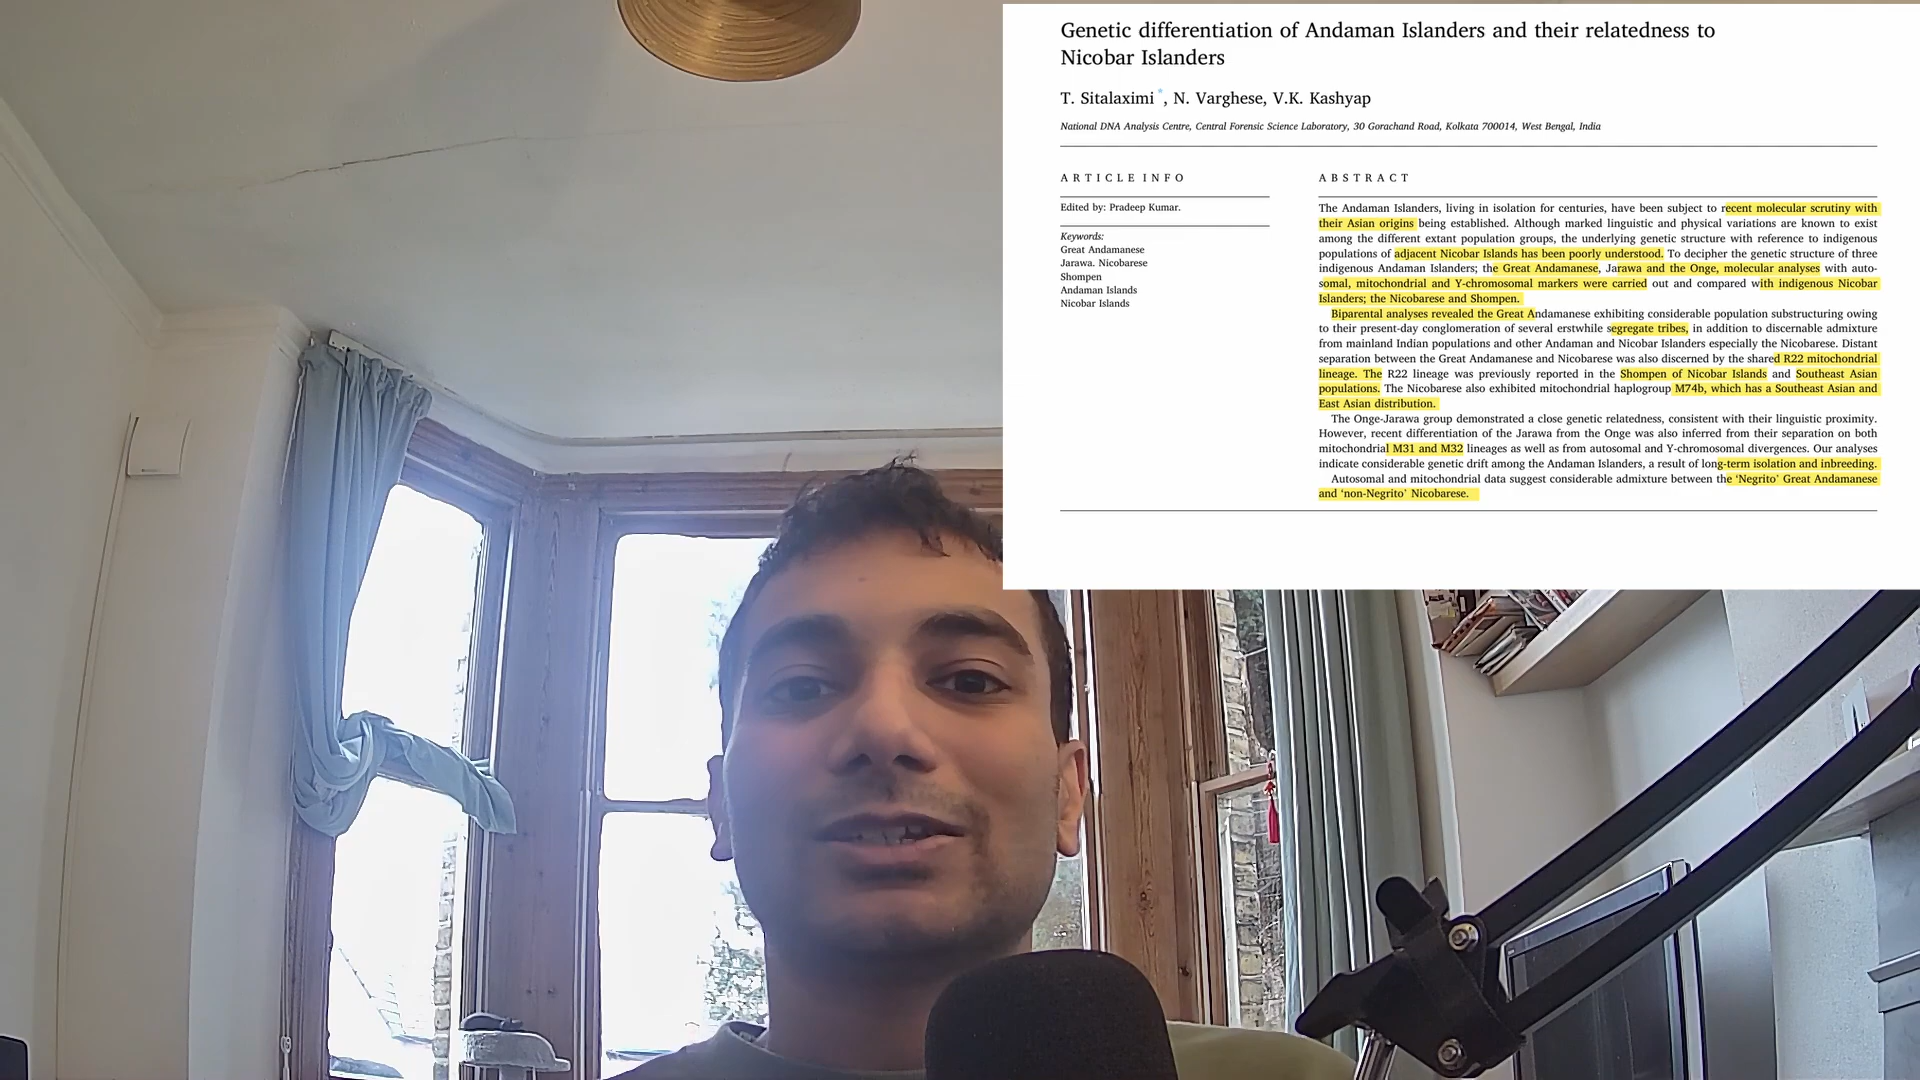 Genetic differentiation of Andaman Islanders and their relatedness to
Nicobar Islanders
T. Sitalaximi *, N. Varghese, V.K. Kashyap
National DNA Analysis Centre, Central Forensic Science Laboratory, 30 Gorachand Road, Kolkata 700014, West Bengal, India
ARTICLE INFO
Edited by: Pradeep Kumar.
Keywords:
Great Andamanese
Jarawa. Nicobarese
Shompen
Andaman Islands
Nicobar Islands
ABSTRACT
The Andaman Islanders, living in isolation for centuries, have been subject to recent molecular scrutiny with
their Asian origins being established. Although marked linguistic and physical variations are known to exist
among the different extant population groups, the underlying genetic structure with reference to indigenous
populations of adjacent Nicobar Islands has been poorly understood. To decipher the genetic structure of three
indigenous Andaman Islanders; the Great Andamanese, Jarawa and the Onge, molecular analyses with auto-
somal, mitochondrial and Y-chromosomal markers were carried out and compared with indigenous Nicobar
Islanders; the Nicobarese and Shompen.
Biparental analyses revealed the Great Andamanese exhibiting considerable population substructuring owing
to their present-day conglomeration of several erstwhile segregate tribes, in addition to discernable admixture
from mainland Indian populations and other Andaman and Nicobar Islanders especially the Nicobarese. Distant
separation between the Great Andamanese and Nicobarese was also discerned by the shared R22 mitochondrial
lineage. The R22 lineage was previously reported in the Shompen of Nicobar Islands and Southeast Asian
populations. The Nicobarese also exhibited mitochondrial haplogroup M74b, which has a Southeast Asian and
East Asian distribution.
The Onge-Jarawa group demonstrated a close genetic relatedness, consistent with their linguistic proximity.
However, recent differentiation of the Jarawa from the Onge was also inferred from their separation on both
mitochondrial M31 and M32 lineages as well as from autosomal and Y-chromosomal divergences. Our analyses
indicate considerable genetic drift among the Andaman Islanders, a result of long-term isolation and inbreeding.
Autosomal and mitochondrial data suggest considerable admixture between the ‘Negrito’ Great Andamanese
and ‘non-Negrito’ Nicobarese.